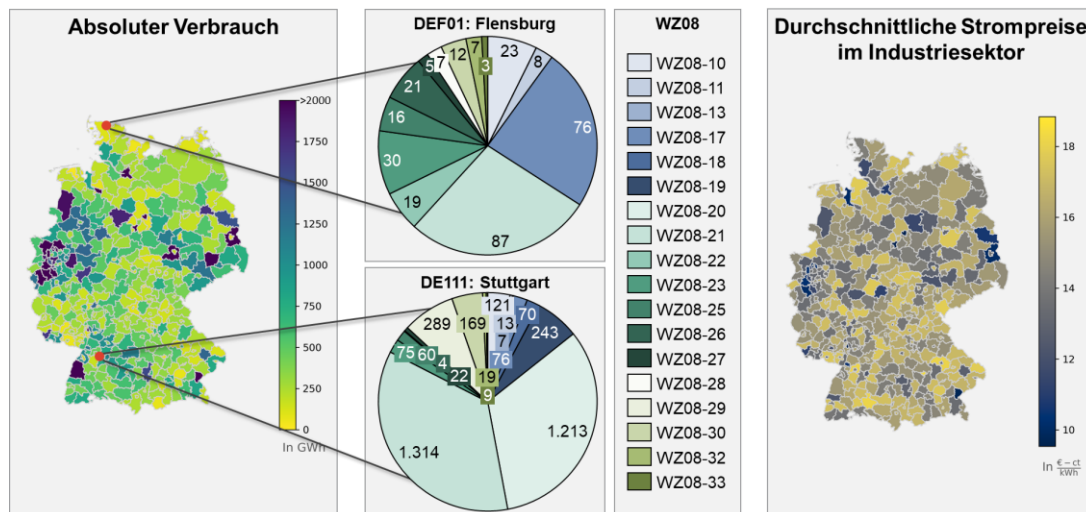 Absoluter Verbrauch
>2000
1750
1500
1250
1000
750
500
250
0
In GWh
DEF01: Flensburg
23
8
76
87
19
30
16
21
5
7
12
7
3
DE111: Stuttgart
121
13
7
76
70
243
1.213
1.314
75
60
4
22
289
169
19
9
WZ08
WZ08-10
WZ08-11
WZ08-13
WZ08-17
WZ08-18
WZ08-19
WZ08-20
WZ08-21
WZ08-22
WZ08-23
WZ08-25
WZ08-26
WZ08-27
WZ08-28
WZ08-29
WZ08-30
WZ08-32
WZ08-33
Durchschnittliche Strompreise
im Industriesektor
18
16
14
12
10
In € − ct
kWh